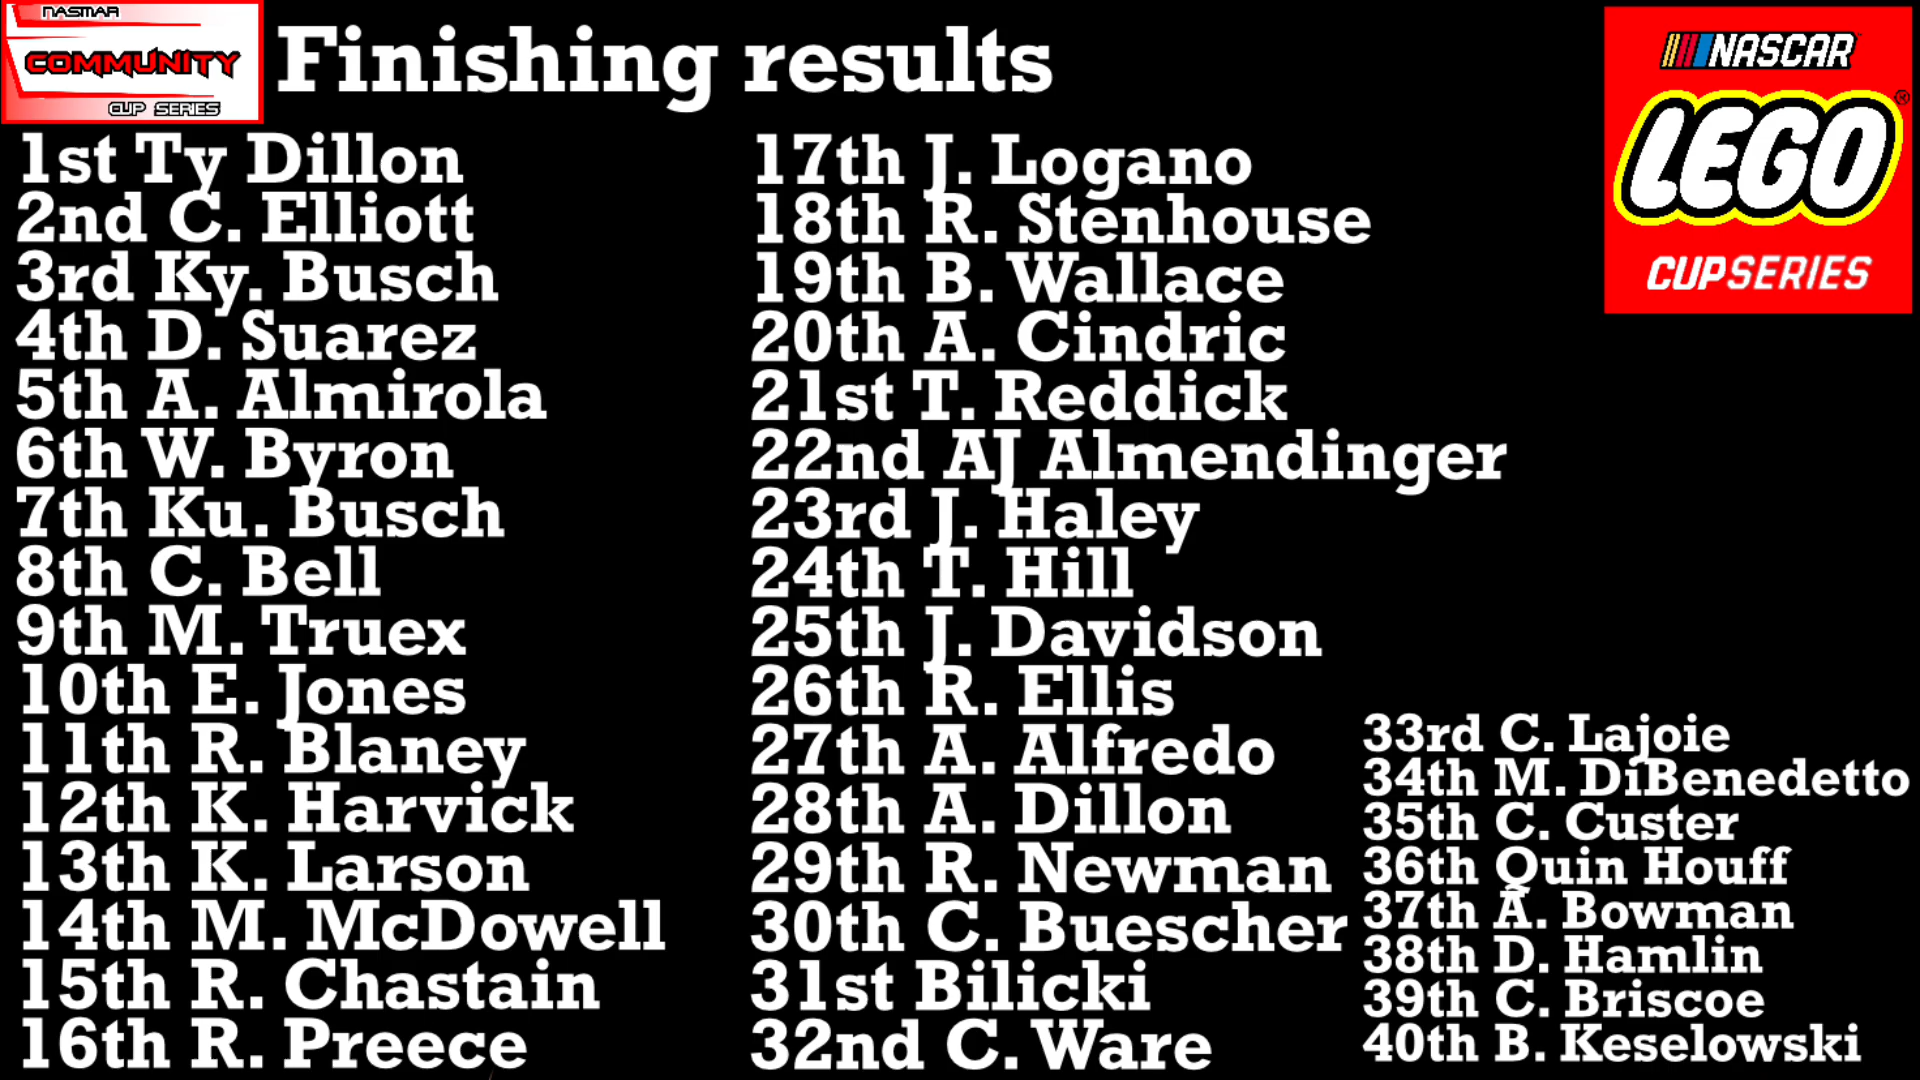 NASMAR
COMMUNITY
CUP SERIES
Finishing results
NASCAR
LEGO
®
CUP SERIES
1st Ty Dillon
2nd C. Elliott
3rd Ky. Busch
4th D. Suarez
5th A. Almirola
6th W. Byron
7th Ku. Busch
8th C. Bell
9th M. Truex
10th E. Jones
11th R. Blaney
12th K. Harvick
13th K. Larson
14th M. McDowell
15th R. Chastain
16th R. Preece
17th J. Logano
18th R. Stenhouse
19th B. Wallace
20th A. Cindric
21st T. Reddick
22nd AJ Almendinger
23rd J. Haley
24th T. Hill
25th J. Davidson
26th R. Ellis
27th A. Alfredo
28th A. Dillon
29th R. Newman
30th C. Buescher
31st Bilicki
32nd C. Ware
33rd C. Lajoie
34th M. DiBenedetto
35th C. Custer
36th Quin Houff
37th A. Bowman
38th D. Hamlin
39th C. Briscoe
40th B. Keselowski